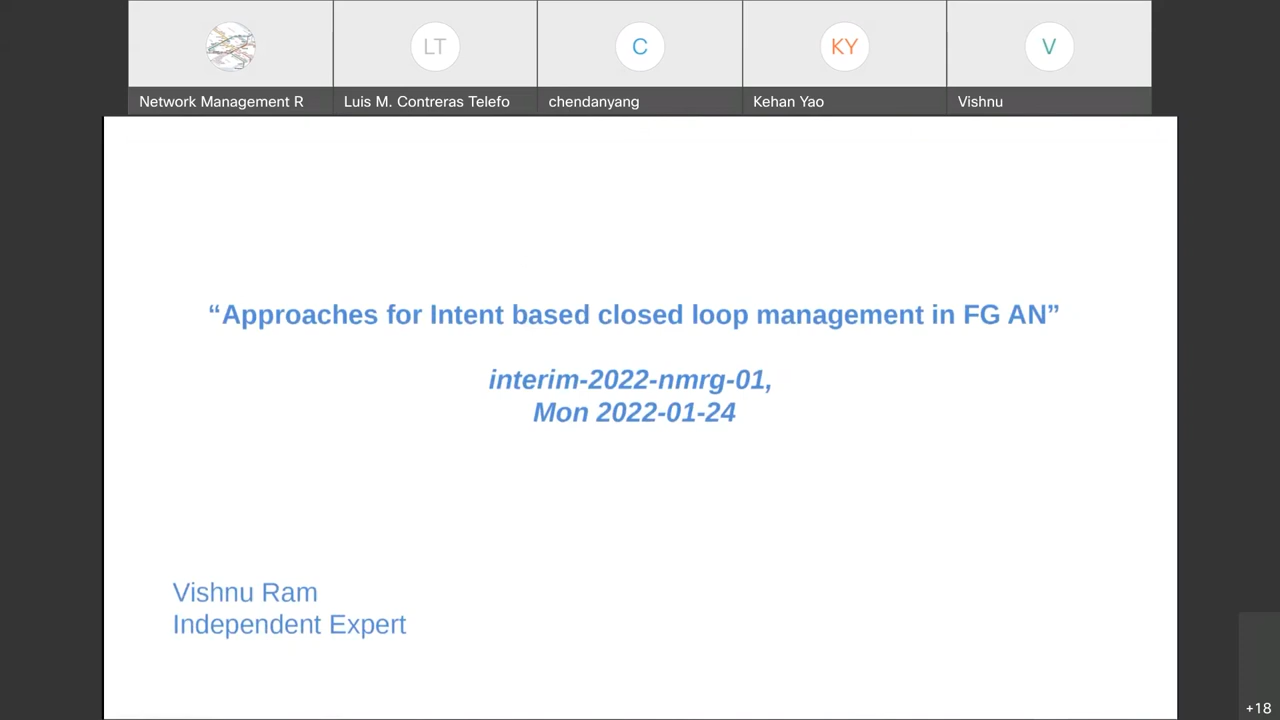 LT
C
KY
V
Network Management R
Luis M. Contreras Telefo
chendanyang
Kehan Yao
Vishnu
“Approaches for Intent based closed loop management in FG AN”
interim-2022-nmrg-01,
Mon 2022-01-24
Vishnu Ram
Independent Expert
+18